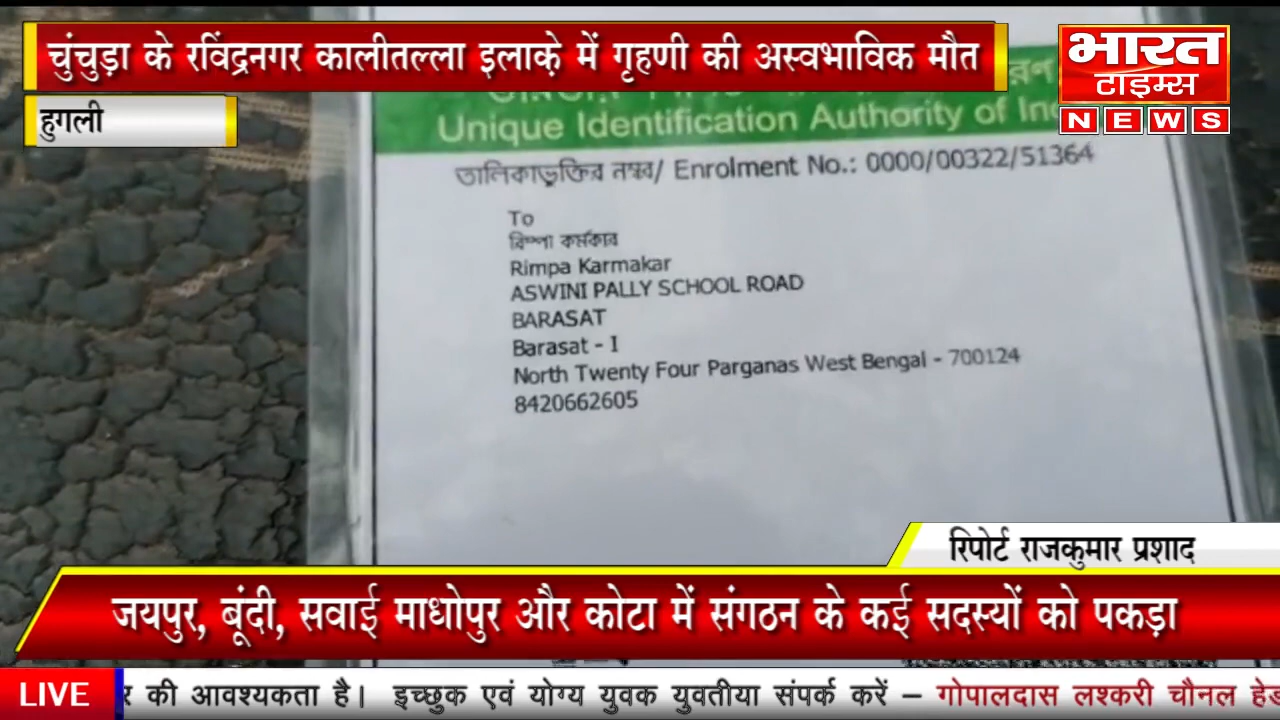 चुंचुड़ा के रविंद्रनगर कालीतल्ला इलाक़े में गृहणी की अस्वभाविक मौत
भारत
टाइम्स
NEWS
हुगली
Unique Identification Authority of In
তালিকাভুক্তির নম্বর/ Enrolment No.: 0000/00322/51364
To
রিম্পা কর্মকার
Rimpa Karmakar
ASWINI PALLY SCHOOL ROAD
BARASAT
Barasat - I
North Twenty Four Parganas West Bengal - 700124
8420662605
रिपोर्ट राजकुमार प्रशाद
जयपुर, बूंदी, सवाई माधोपुर और कोटा में संगठन के कई सदस्यों को पकड़ा
LIVE
र की आवश्यकता है। इच्छुक एवं योग्य युवक युवतीया संपर्क करें – गोपालदास लश्करी चौनल हेड